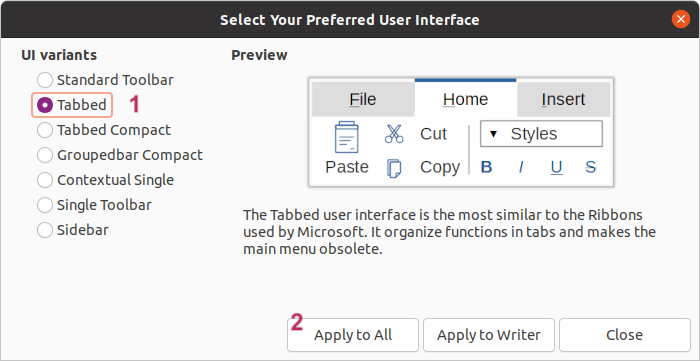 Select Your Preferred User Interface
UI variants
Standard Toolbar
Tabbed 1
Tabbed Compact
Groupedbar Compact
Contextual Single
Single Toolbar
Sidebar
Preview
File Home Insert
Cut Styles
Paste Copy B I U S
The Tabbed user interface is the most similar to the Ribbons
used by Microsoft. It organize functions in tabs and makes the
main menu obsolete.
2 Apply to All Apply to Writer Close